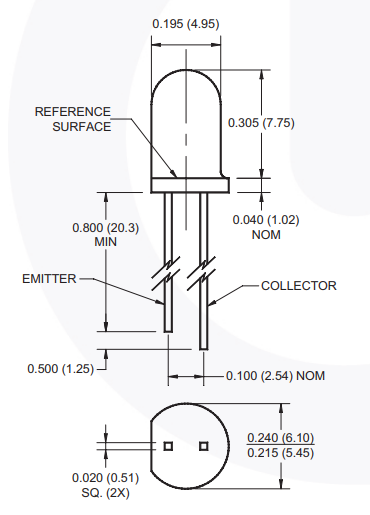 0.195 (4.95)
REFERENCE
SURFACE
0.305 (7.75)
0.800 (20.3)
MIN
0.040 (1.02)
NOM
EMITTER
COLLECTOR
0.500 (1.25)
0.100 (2.54) NOM
0.240 (6.10)
0.215 (5.45)
0.020 (0.51)
SQ. (2X)